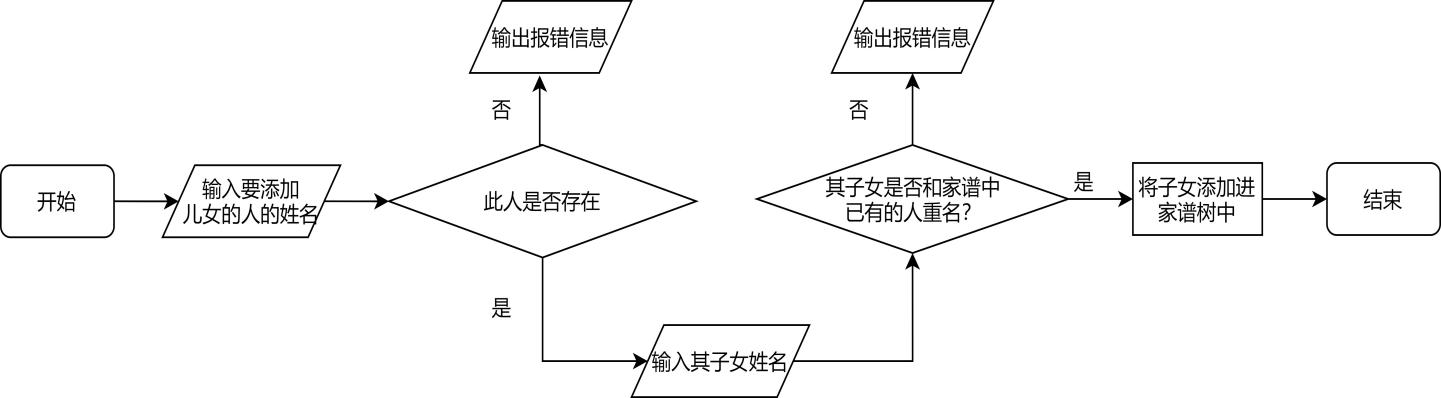 开始
输入要添加
儿女的人的姓名
此人是否存在
否
输出报错信息
是
输入其子女姓名
其子女是否和家谱中
已有的人重名?
否
输出报错信息
是
将子女添加进
家谱树中
结束